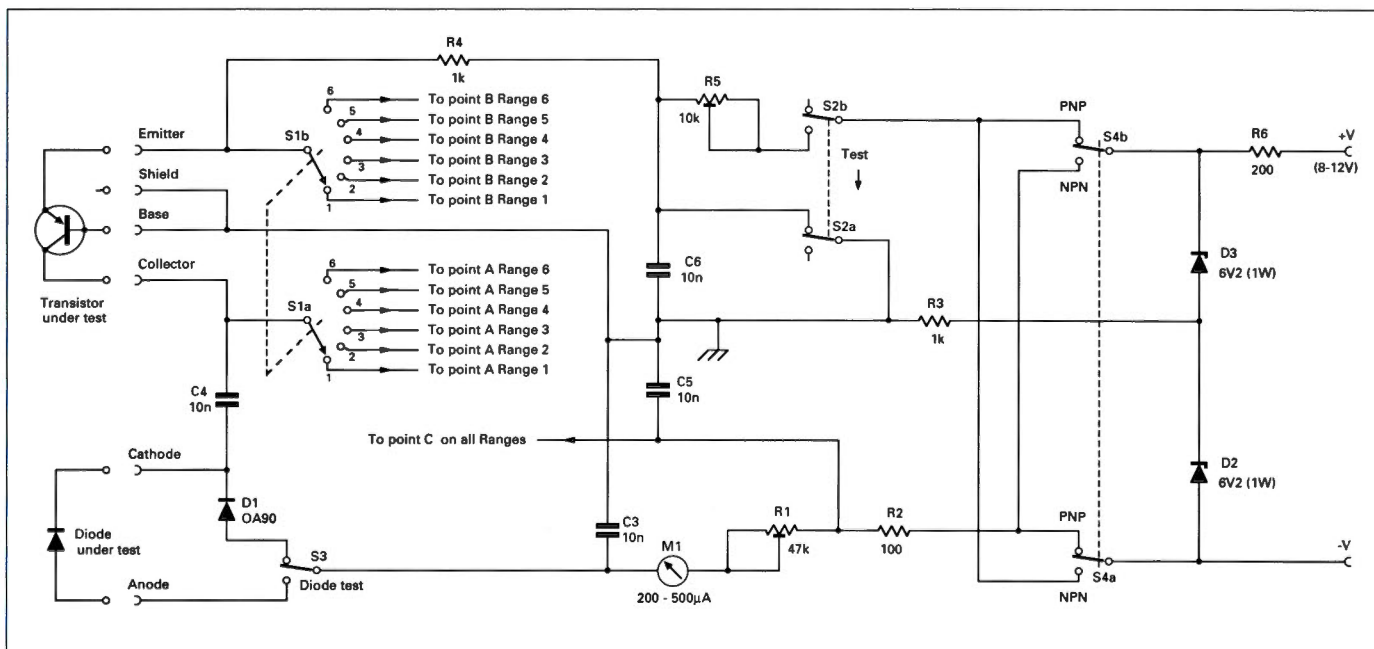 R4
1k
R5
10k
S2b
PNP
S4b
R6
200
+V
(8-12V)
Test
NPN
S2a
Emitter
Shield
Base
Collector
Transistor
under test
S1b
6
5
4
3
2
1
To point B Range 6
To point B Range 5
To point B Range 4
To point B Range 3
To point B Range 2
To point B Range 1
S1a
6
5
4
3
2
1
To point A Range 6
To point A Range 5
To point A Range 4
To point A Range 3
To point A Range 2
To point A Range 1
C6
10n
R3
1k
D3
6V2 (1W)
C5
10n
C4
10n
To point C on all Ranges
Cathode
D1
OA90
Diode
under test
Anode
S3
Diode test
C3
10n
M1
200 - 500µA
R1
47k
R2
100
PNP
S4a
NPN
D2
6V2 (1W)
-V